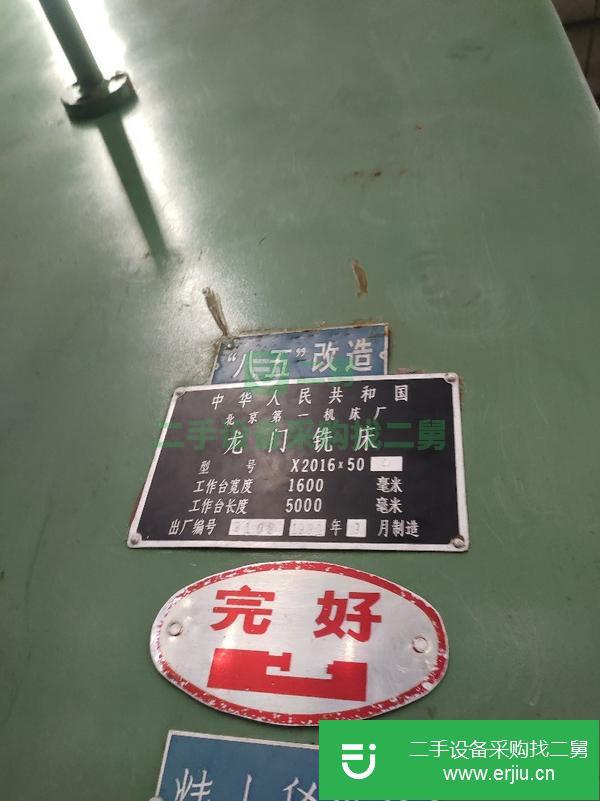 “八五”改造
中华人民共和国
北京第一机床厂
龙门铣床
型号 X2016×50
工作台宽度 1600 毫米
工作台长度 5000 毫米
出厂编号 年 月制造
完好
二手设备采购找二舅
二手设备采购找二舅
www.erjiu.cn